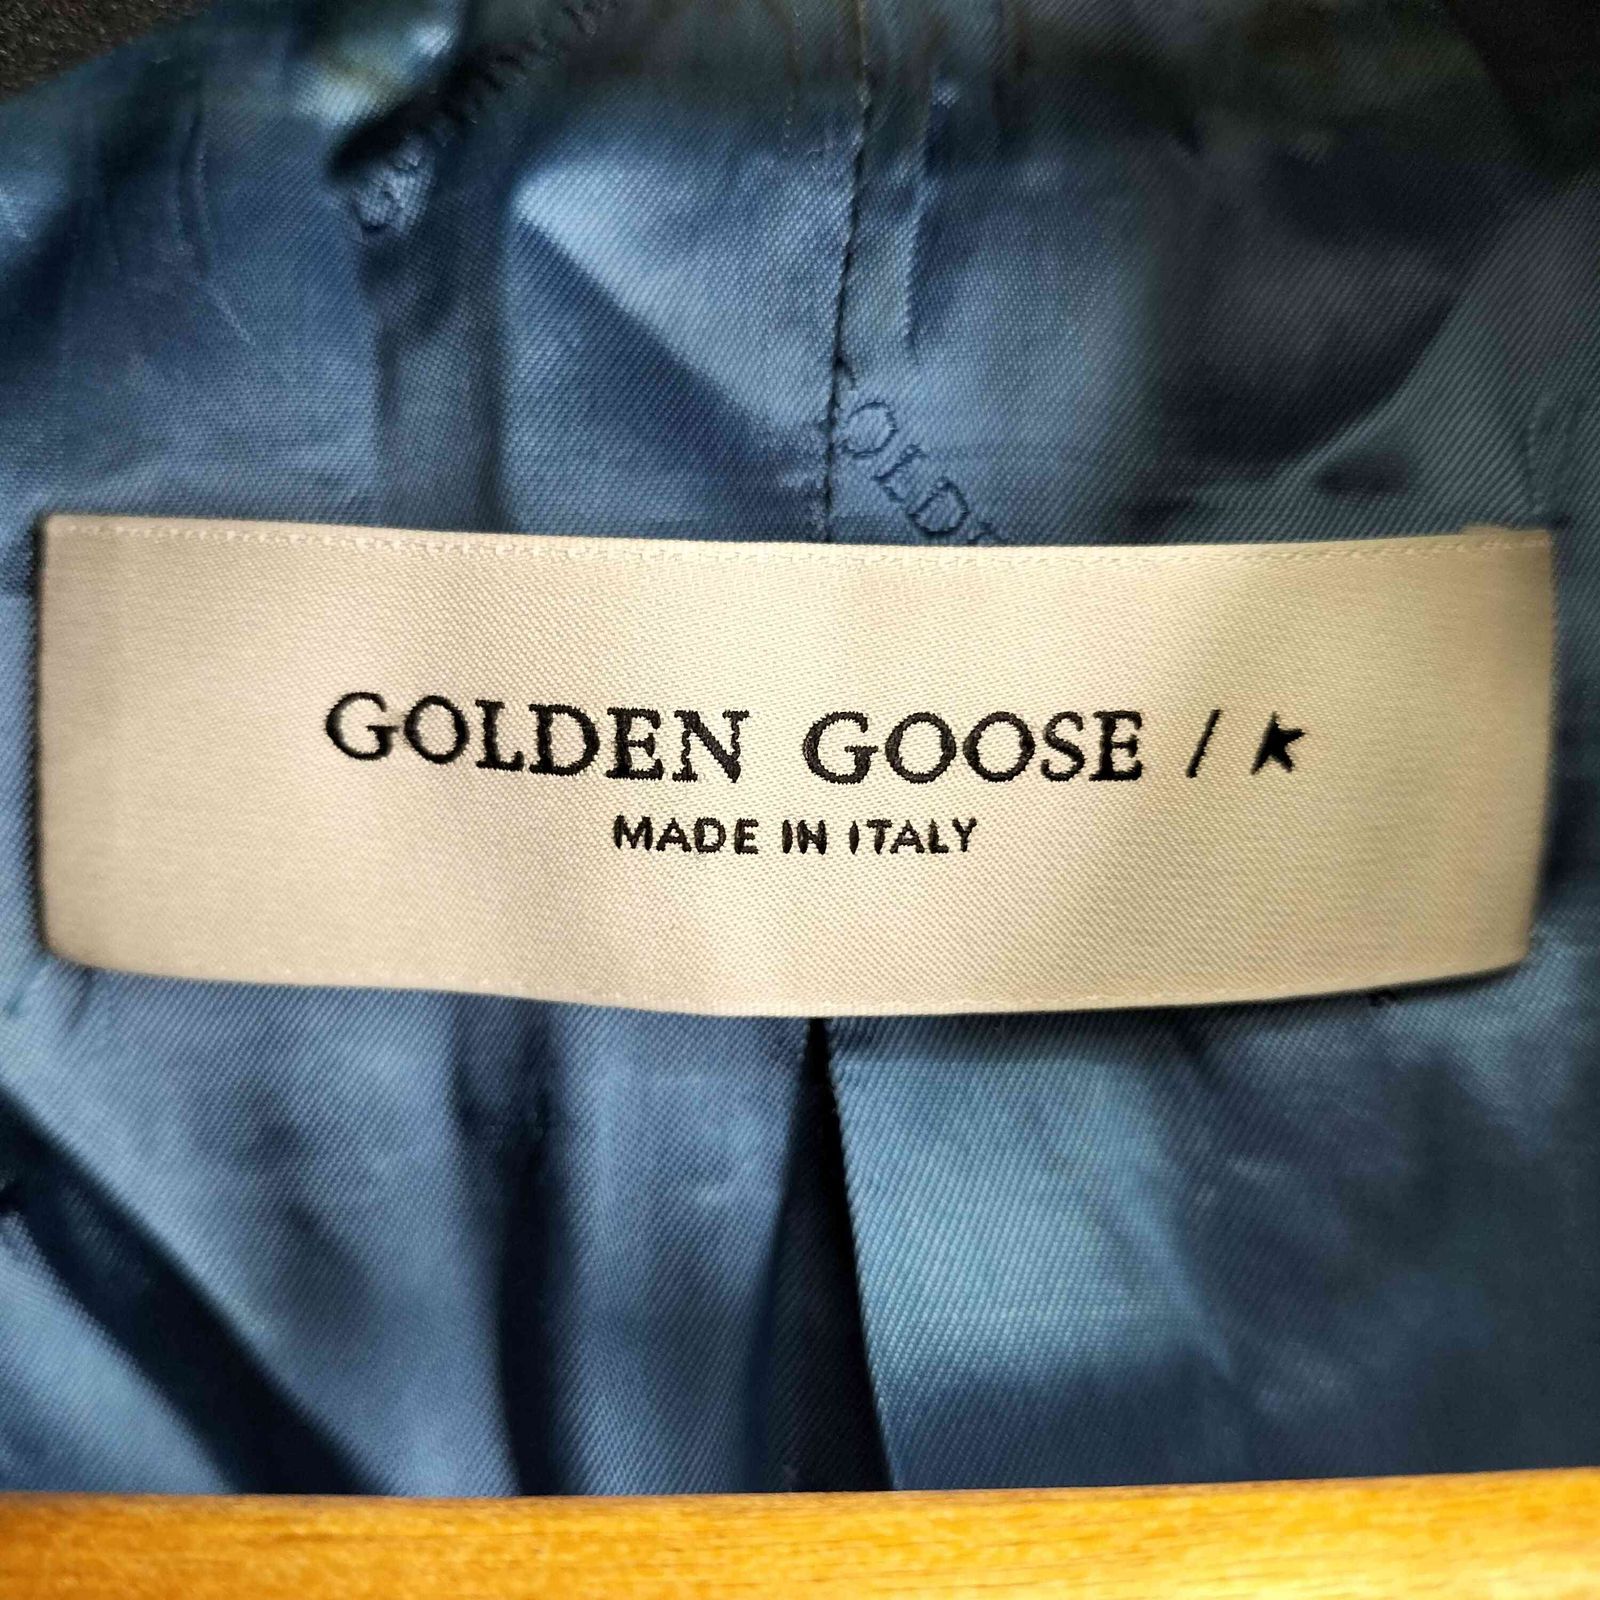 GOLDEN GOOSE / ★
MADE IN ITALY